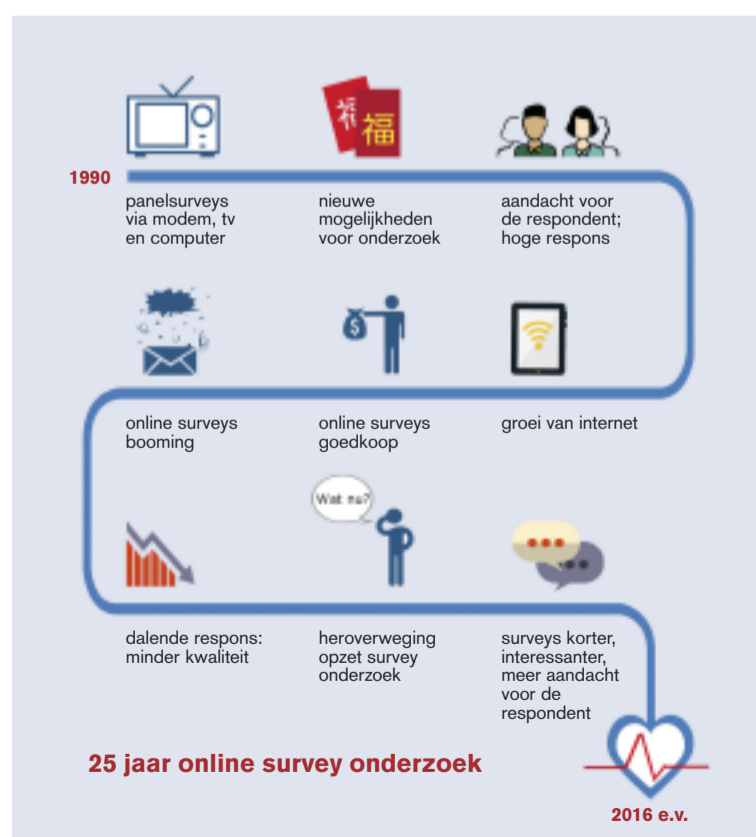 福
福
1990
panelsurveys
via modem, tv
en computer
nieuwe
mogelijkheden
voor onderzoek
aandacht voor
de respondent;
hoge respons
$
online surveys
booming
online surveys
goedkoop
groei van internet
Wat nu?
dalende respons:
minder kwaliteit
heroverweging
opzet survey
onderzoek
surveys korter,
interessanter,
meer aandacht
voor de
respondent
25 jaar online survey onderzoek
2016 e.v.